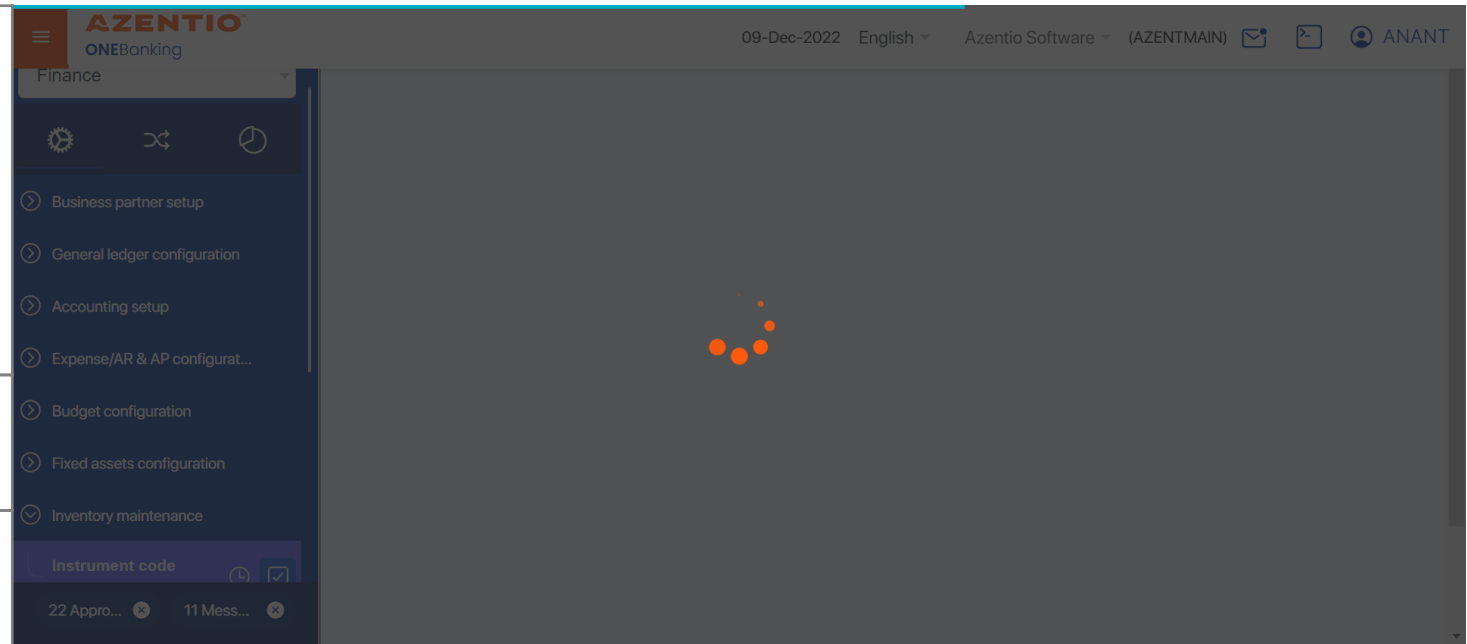 AZENTIO
ONEBanking
09-Dec-2022 English Azentio Software (AZENTMAIN) ANANT
Finance
Business partner setup
General ledger configuration
Accounting setup
Expense/AR & AP configurat...
Budget configuration
Fixed assets configuration
Inventory maintenance
Instrument code
22 Appro... 11 Mess...